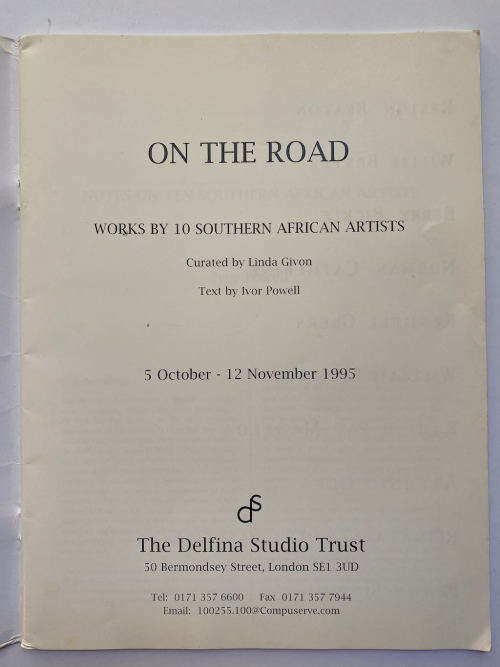 ON THE ROAD
WORKS BY 10 SOUTHERN AFRICAN ARTISTS
Curated by Linda Givon
Text by Ivor Powell
5 October - 12 November 1995
ds
The Delfina Studio Trust
50 Bermondsey Street, London SE1 3UD
Tel: 0171 357 6600 Fax 0171 357 7944
Email: 100255.100@Compuserve.com